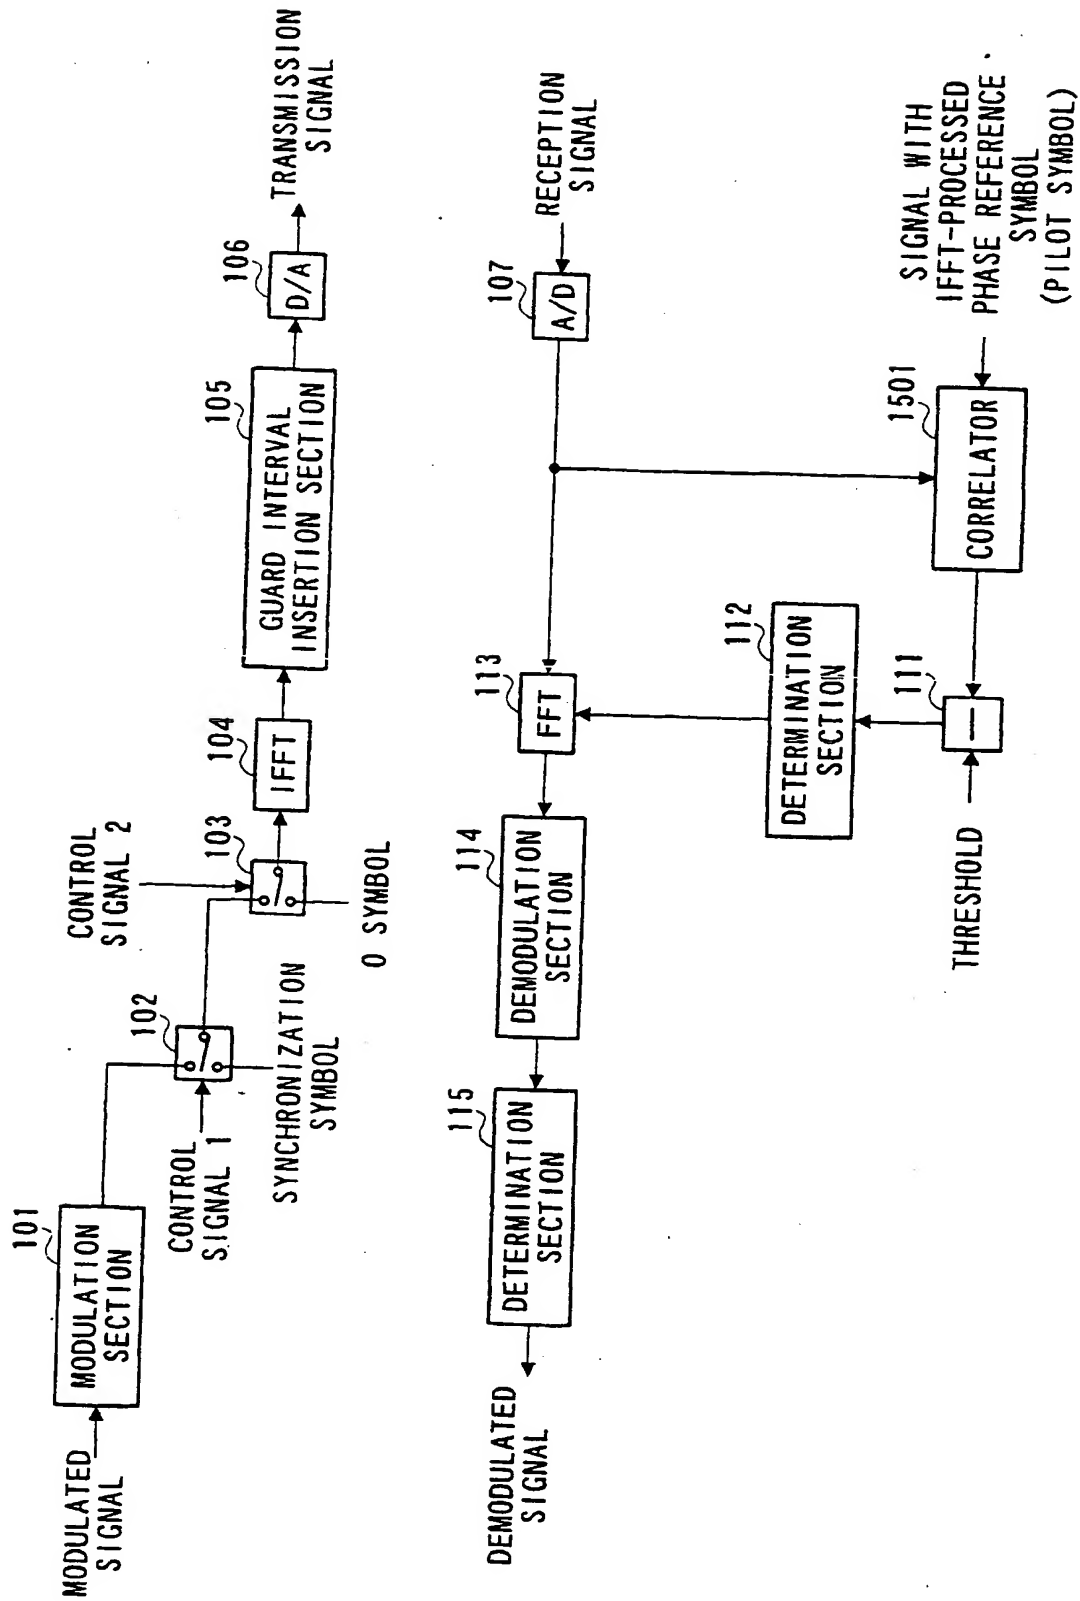 MODULATED
SIGNAL
101
MODULATION
SECTION
CONTROL
SIGNAL 1
102
SYNCHRONIZATION
SYMBOL
CONTROL
SIGNAL 2
103
0 SYMBOL
104
IFFT
105
GUARD INTERVAL
INSERTION SECTION
106
D/A
TRANSMISSION
SIGNAL
DEMODULATED
SIGNAL
115
DETERMINATION
SECTION
114
DEMODULATION
SECTION
113
FFT
107
A/D
RECEPTION
SIGNAL
112
DETERMINATION
SECTION
THRESHOLD
111
1501
CORRELATOR
SIGNAL WITH
IFFT-PROCESSED
PHASE REFERENCE
SYMBOL
(PILOT SYMBOL)